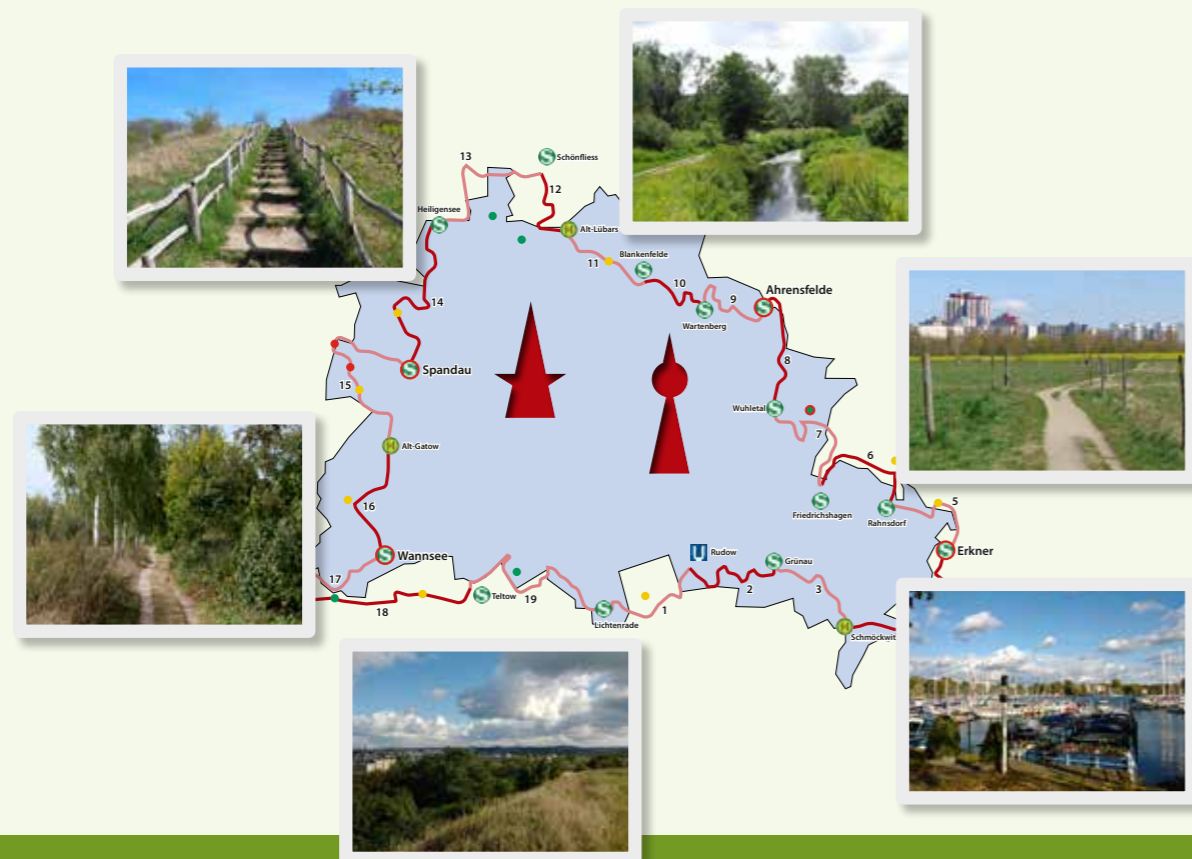 13
S Schönfliess
12
Heiligensee
S
H Alt-Lübars
11
Blankenfelde
S
10
9
Ahrensfelde
S
S
Wartenberg
14
8
S Spandau
15
Wuhletal S
7
6
H Alt-Gatow
16
S
Friedrichshagen
S
Rahnsdorf
5
S Erkner
S Wannsee
17
18
S Teltow
19
S
Lichtenrade
1
U Rudow
2
S Grünau
3
H